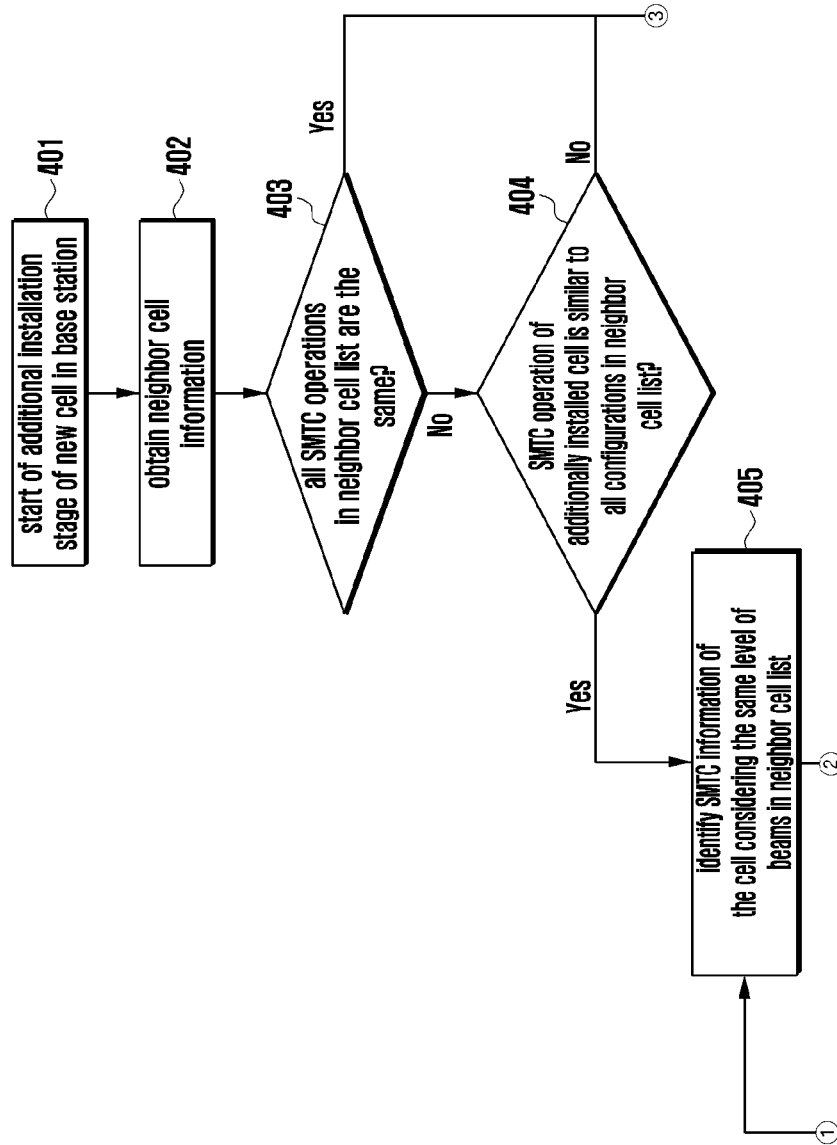 start of additional installation
stage of new cell in base station
401
obtain neighbor cell
information
402
all SMTC operations
in neighbor cell list are the
same?
403
Yes
No
SMTC operation of
additionally installed cell is similar to
all configurations in neighbor
cell list?
404
No
③
Yes
identify SMTC information of
the cell considering the same level of
beams in neighbor cell list
405
①
②